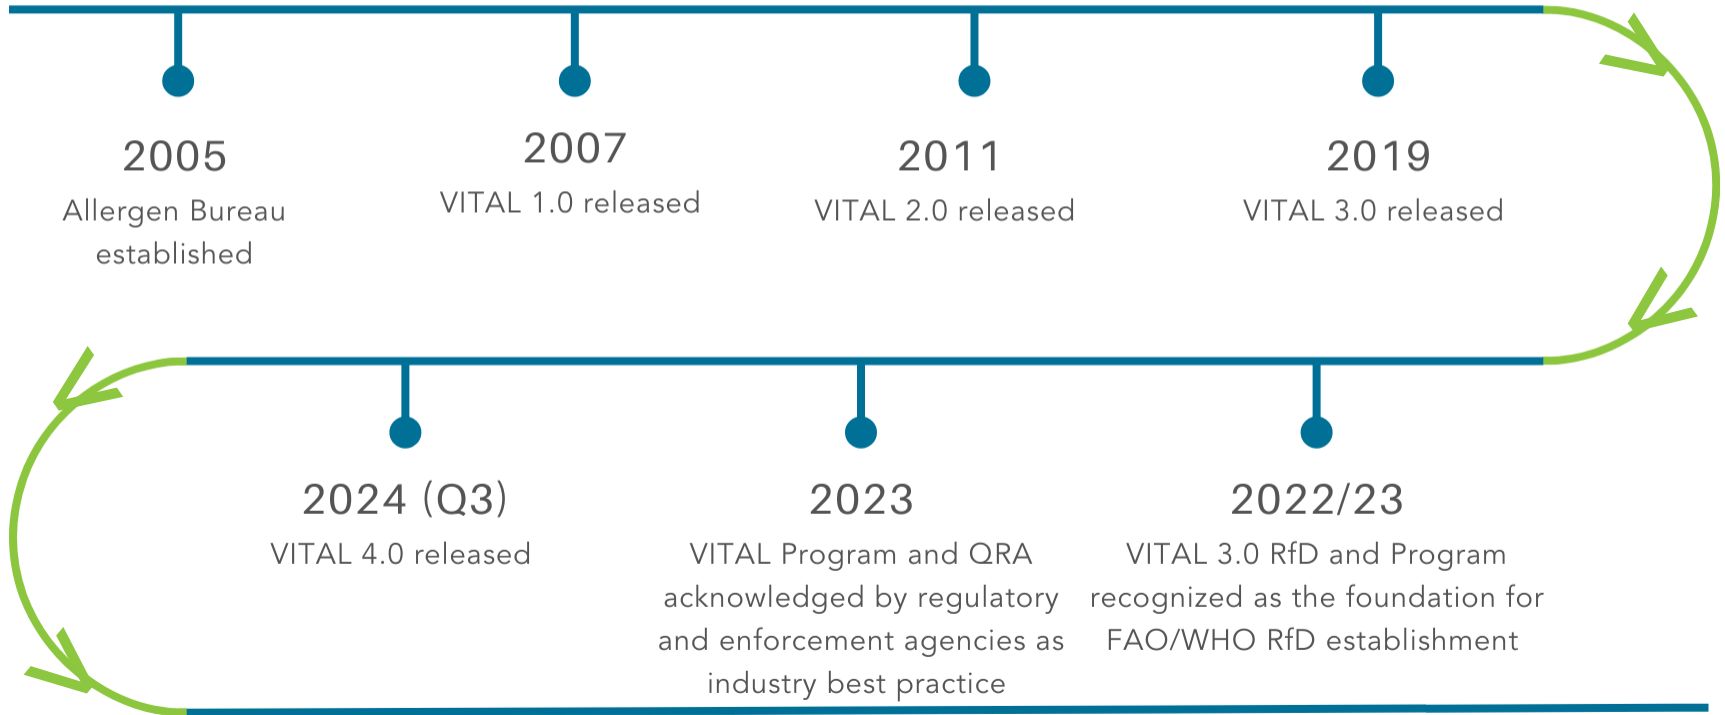 2005
Allergen Bureau
established
2007
VITAL 1.0 released
2011
VITAL 2.0 released
2019
VITAL 3.0 released
2022/23
VITAL 3.0 RfD and Program
recognized as the foundation for
FAO/WHO RfD establishment
2023
VITAL Program and QRA
acknowledged by regulatory
and enforcement agencies as
industry best practice
2024 (Q3)
VITAL 4.0 released